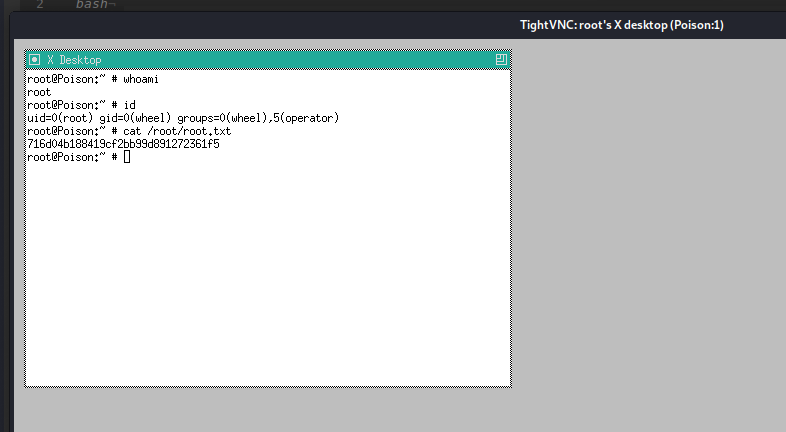 2 bash¬
TightVNC: root's X desktop (Poison:1)
X Desktop
root@Poison:~ # whoami
root
root@Poison:~ # id
uid=0(root) gid=0(wheel) groups=0(wheel),5(operator)
root@Poison:~ # cat /root/root.txt
716d04b188419cf2bb99d891272361f5
root@Poison:~ #